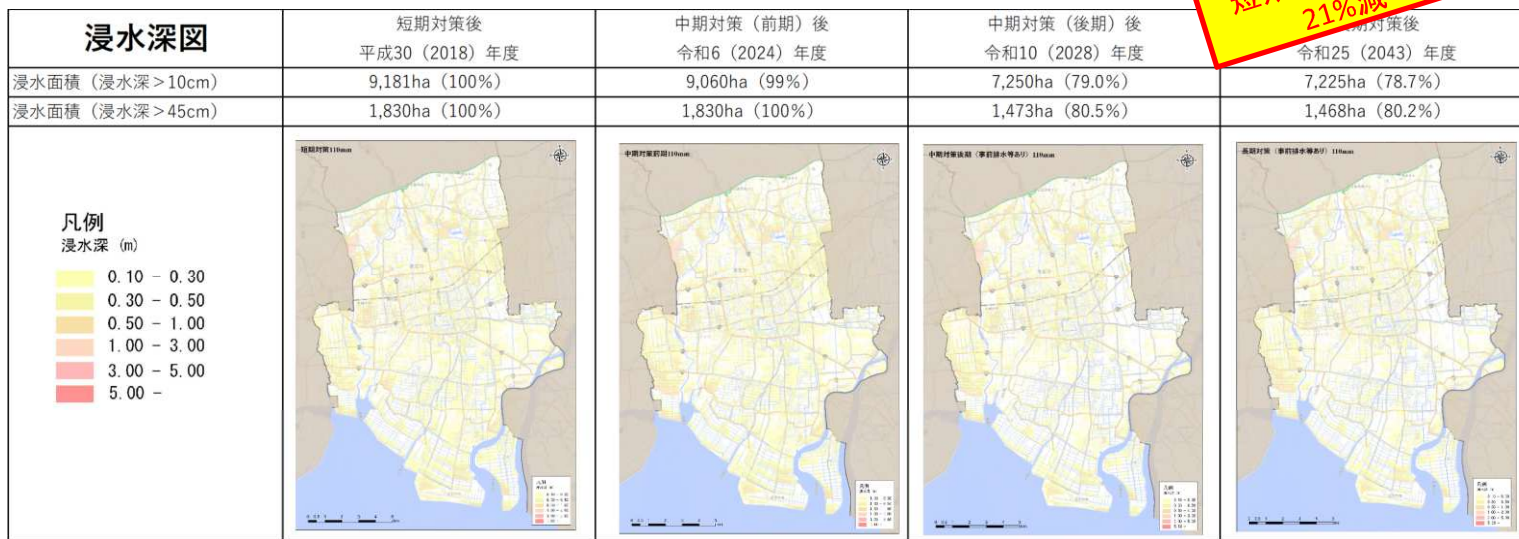 浸水深図
短期対策後
平成30（2018）年度
中期対策（前期）後
令和6（2024）年度
中期対策（後期）後
令和10（2028）年度
21%減
対策後
令和25（2043）年度
浸水面積（浸水深＞10cm）
9,181ha（100%）
9,060ha（99%）
7,250ha（79.0%）
7,225ha（78.7%）
浸水面積（浸水深＞45cm）
1,830ha（100%）
1,830ha（100%）
1,473ha（80.5%）
1,468ha（80.2%）
凡例
浸水深 (m)
0.10 - 0.30
0.30 - 0.50
0.50 - 1.00
1.00 - 3.00
3.00 - 5.00
5.00 -
短期対策110mm
中期対策前期110mm
中期対策後期（事前排水等あり）110mm
長期対策（事前排水等あり）110mm
凡例
凡例
凡例
凡例